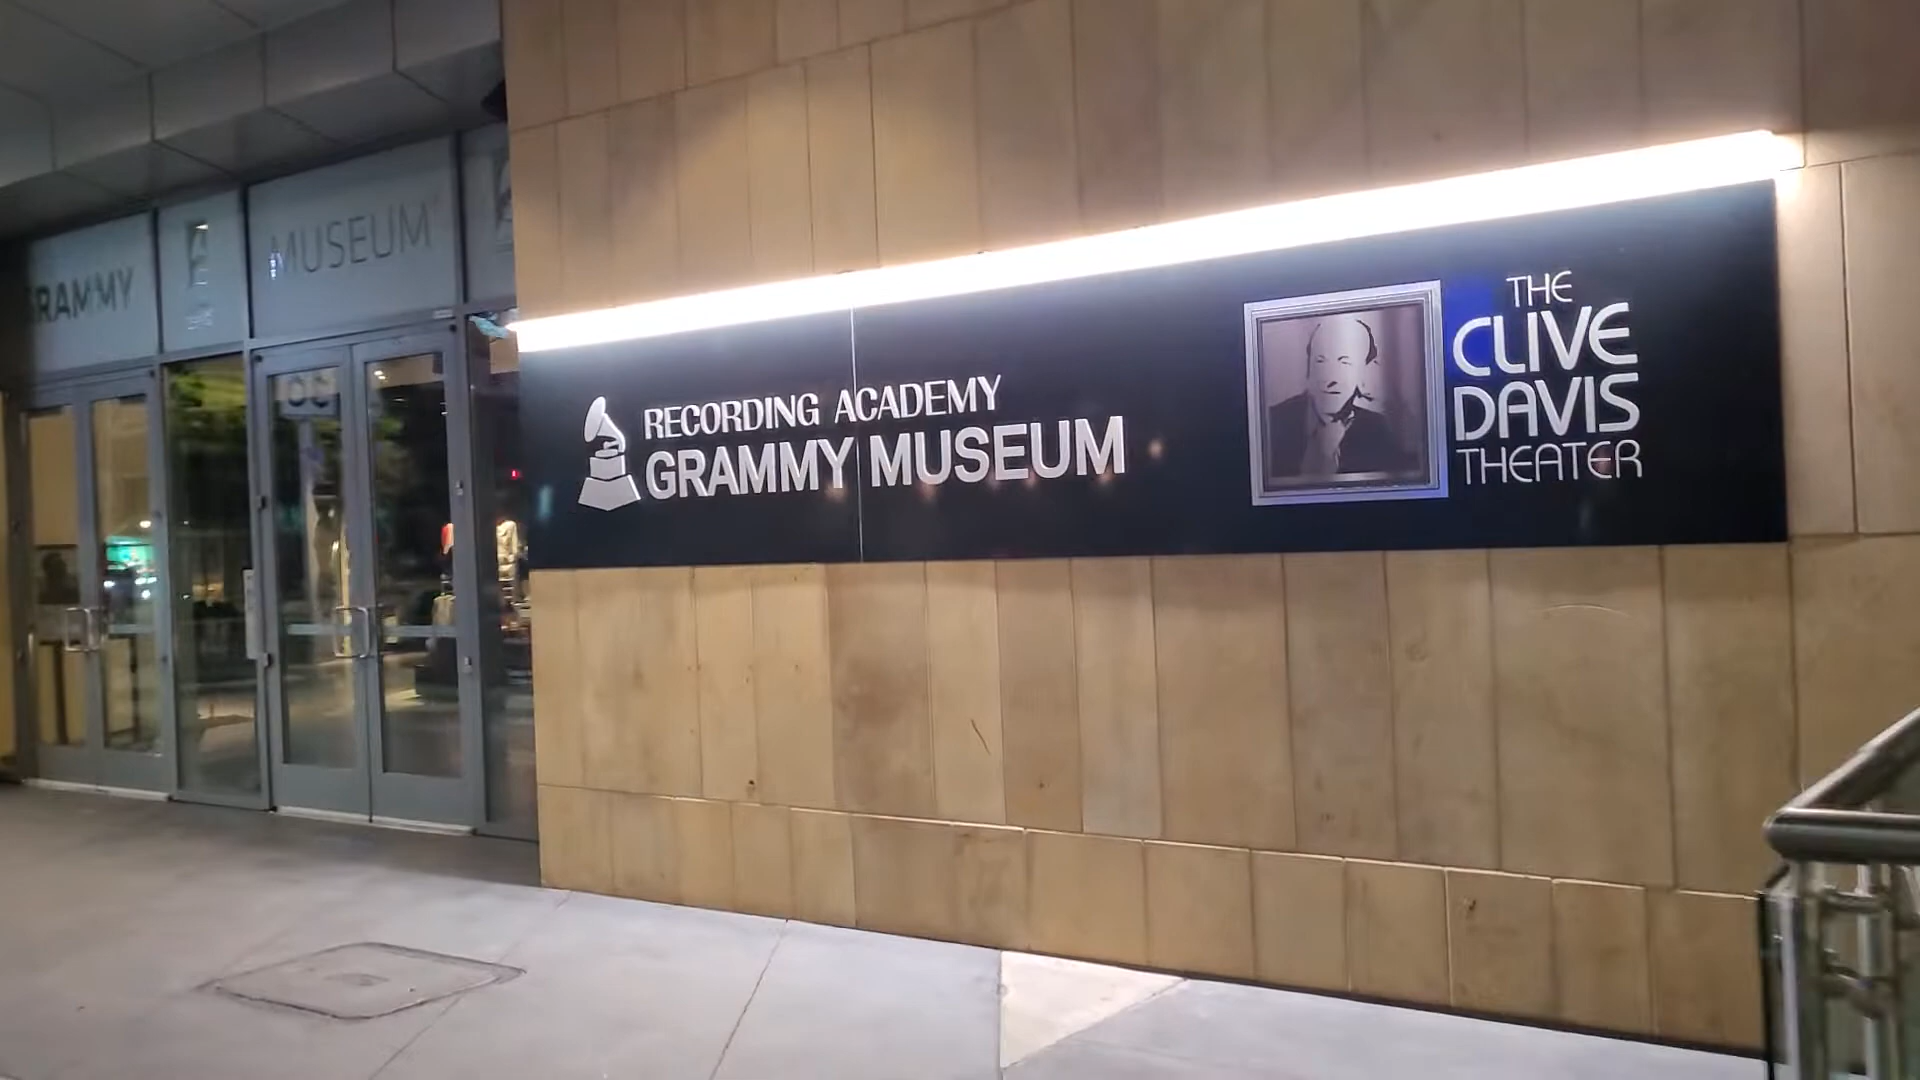 GRAMMY
MUSEUM
RECORDING ACADEMY
GRAMMY MUSEUM
THE
CLIVE
DAVIS
THEATER